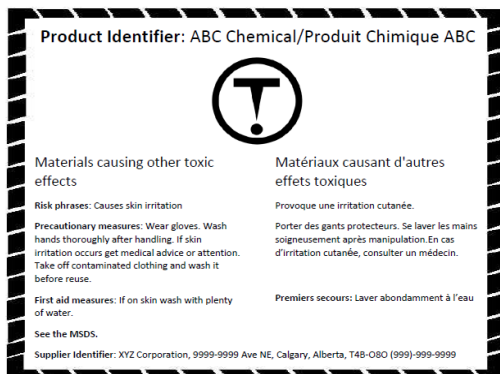 Product Identifier: ABC Chemical/Produit Chimique ABC
T
Materials causing other toxic
effects
Risk phrases: Causes skin irritation
Precautionary measures: Wear gloves. Wash
hands thoroughly after handling. If skin
irritation occurs get medical advice or attention.
Take off contaminated clothing and wash it
before reuse.
First aid measures: If on skin wash with plenty
of water.
See the MSDS.
Matériaux causant d'autres
effets toxiques
Provoque une irritation cutanée.
Porter des gants protecteurs. Se laver les mains
soigneusement après manipulation.En cas
d'irritation cutanée, consulter un médecin.
Premiers secours: Laver abondamment à l'eau
Supplier Identifier: XYZ Corporation, 9999-9999 Ave NE, Calgary, Alberta, T4B-O8O (999)-999-9999